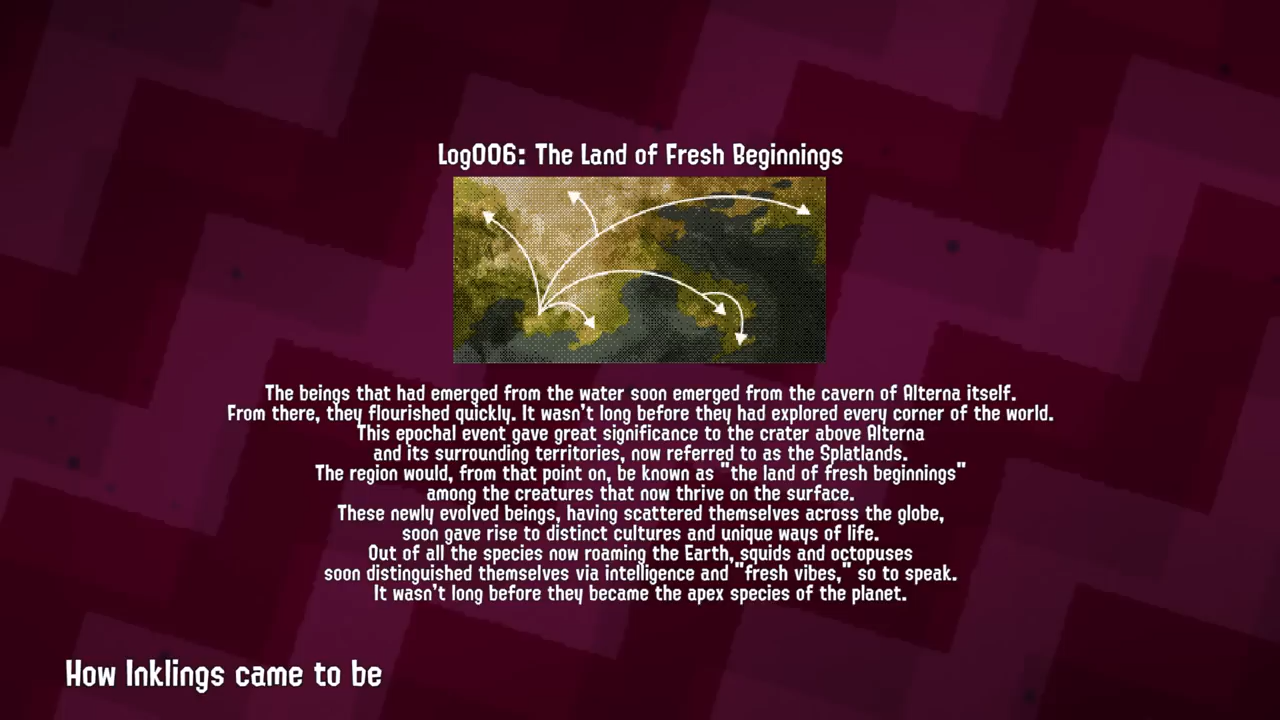 Log006: The Land of Fresh Beginnings
The beings that had emerged from the water soon emerged from the cavern of Alterna itself.
From there, they flourished quickly. It wasn't long before they had explored every corner of the world.
This epochal event gave great significance to the crater above Alterna
and its surrounding territories, now referred to as the Splatlands.
The region would, from that point on, be known as "the land of fresh beginnings"
among the creatures that now thrive on the surface.
These newly evolved beings, having scattered themselves across the globe,
soon gave rise to distinct cultures and unique ways of life.
Out of all the species now roaming the Earth, squids and octopuses
soon distinguished themselves via intelligence and "fresh vibes," so to speak.
It wasn't long before they became the apex species of the planet.
How Inklings came to be